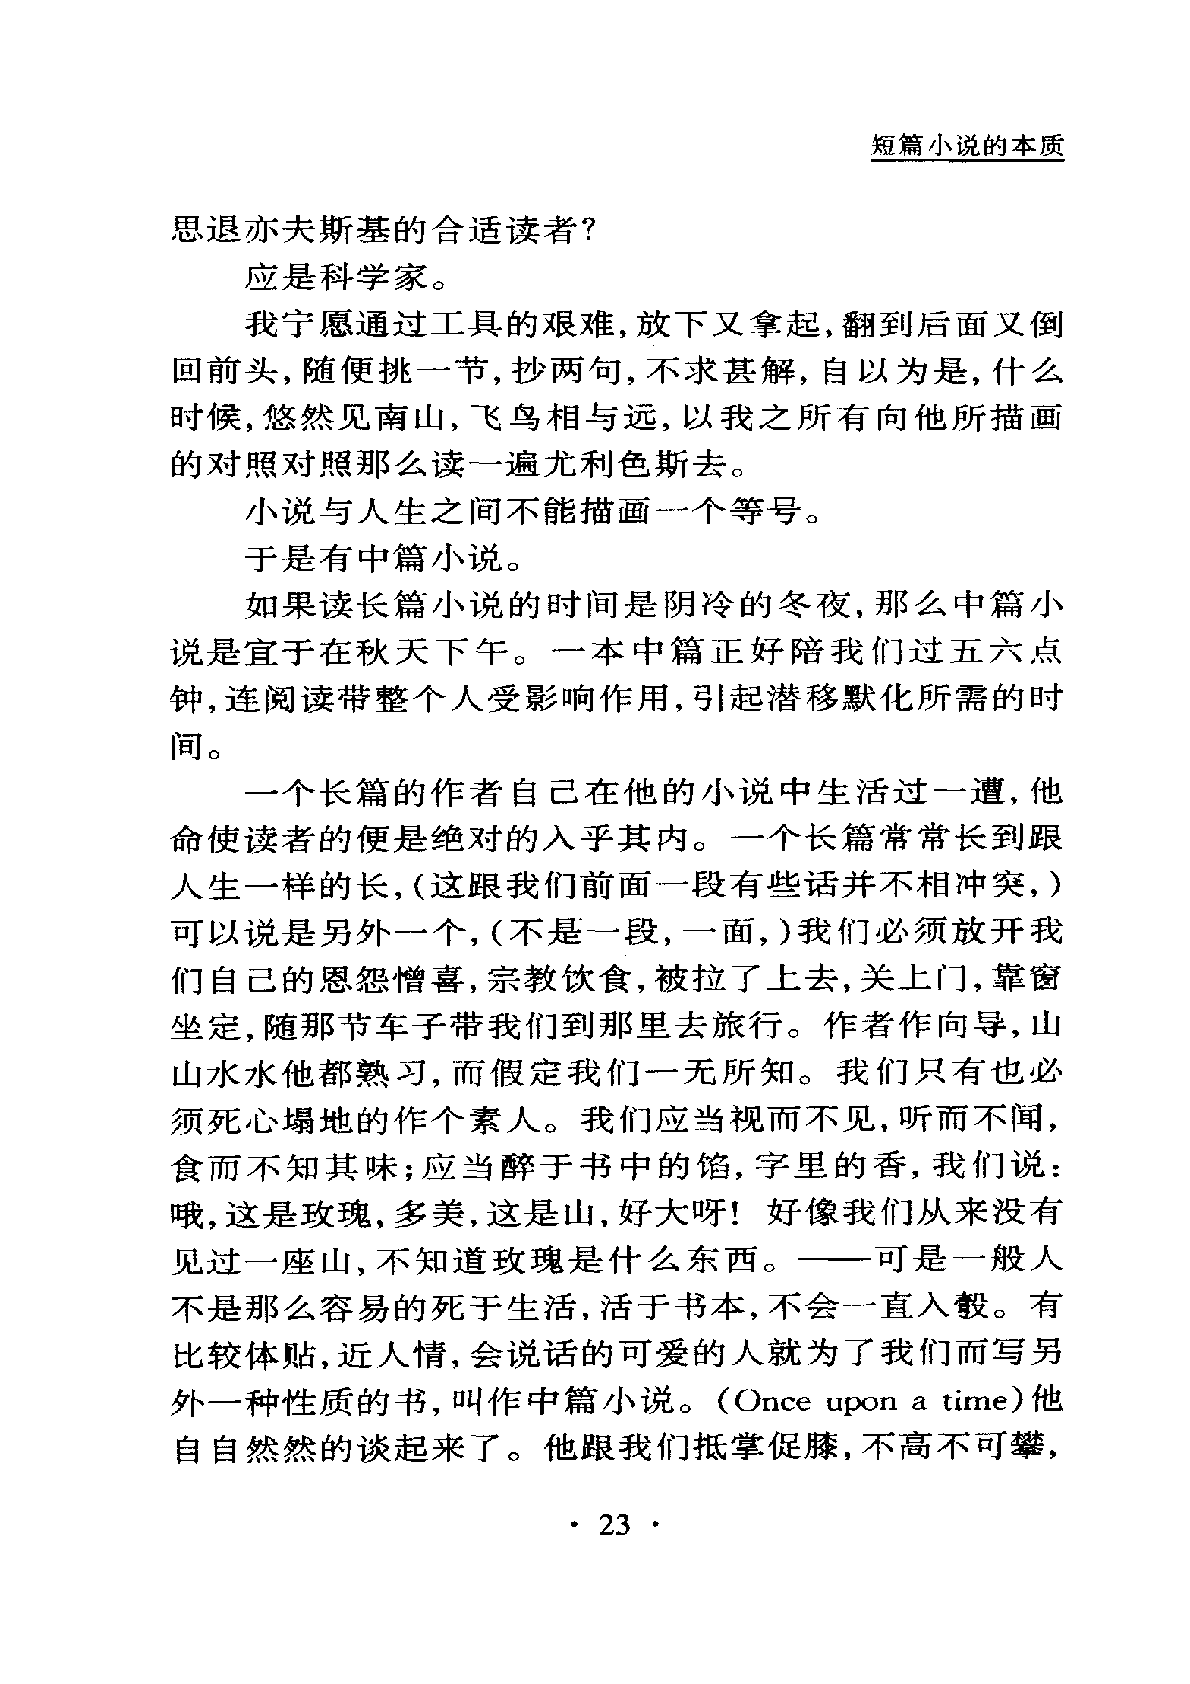 短篇小说的本质
思退亦夫斯基的合适读者？
应是科学家。
我宁愿通过工具的艰难，放下又拿起，翻到后面又倒
回前头，随便挑一节，抄两句，不求甚解，自以为是，什么
时候，悠然见南山，飞鸟相与远，以我之所有向他所描画
的对照对照那么读一遍尤利色斯去。
小说与人生之间不能描画一个等号。
于是有中篇小说。
如果读长篇小说的时间是阴冷的冬夜，那么中篇小
说是宜于在秋天下午。一本中篇正好陪我们过五六点
钟，连阅读带整个人受影响作用，引起潜移默化所需的时
间。
一个长篇的作者自己在他的小说中生活过一遭，他
命使读者的便是绝对的入乎其内。一个长篇常常长到跟
人生一样的长，（这跟我们前面一段有些话并不相冲突，）
可以说是另外一个，（不是一段，一面，）我们必须放开我
们自己的恩怨憎喜，宗教饮食，被拉了上去，关上门，靠窗
坐定，随那节车子带我们到那里去旅行。作者作向导，山
山水水他都熟习，而假定我们一无所知。我们只有也必
须死心塌地的作个素人。我们应当视而不见，听而不闻，
食而不知其味；应当醉于书中的馅，字里的香，我们说：
哦，这是玫瑰，多美，这是山，好大呀！好像我们从来没有
见过一座山，不知道玫瑰是什么东西。——可是一般人
不是那么容易的死于生活，活于书本，不会一直入彀。有
比较体贴，近人情，会说话的可爱的人就为了我们而写另
外一种性质的书，叫作中篇小说。（Once upon a time）他
自自然然的谈起来了。他跟我们抵掌促膝，不高不可攀，
· 23 ·